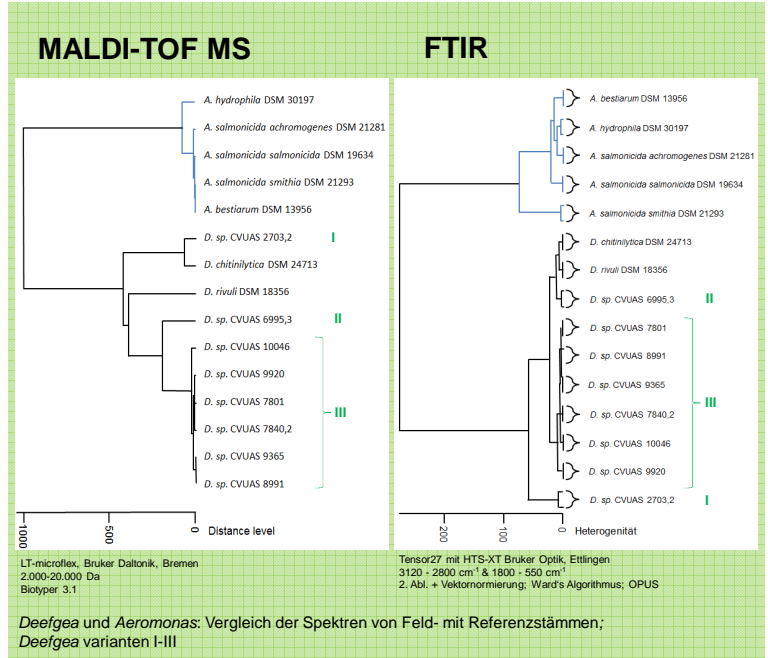 MALDI-TOF MS
A. hydrophila DSM 30197
A. salmonicida achromogenes DSM 21281
A. salmonicida salmonicida DSM 19634
A. salmonicida smithia DSM 21293
A. bestiarum DSM 13956
D. sp. CVUAS 2703,2 I
D. chitinilytica DSM 24713
D. rivuli DSM 18356
D. sp. CVUAS 6995,3 II
D. sp. CVUAS 10046
D. sp. CVUAS 9920
D. sp. CVUAS 7801
III
D. sp. CVUAS 7840,2
D. sp. CVUAS 9365
D. sp. CVUAS 8991
1000 500 0 Distance level
LT-microflex, Bruker Daltonik, Bremen
2.000-20.000 Da
Biotyper 3.1
FTIR
A. bestiarum DSM 13956
A. hydrophila DSM 30197
A. salmonicida achromogenes DSM 21281
A. salmonicida salmonicida DSM 19634
A. salmonicida smithia DSM 21293
D. chitinilytica DSM 24713
D. rivuli DSM 18356
D. sp. CVUAS 6995,3 II
D. sp. CVUAS 7801
D. sp. CVUAS 8991
D. sp. CVUAS 9365
III
D. sp. CVUAS 7840,2
D. sp. CVUAS 10046
D. sp. CVUAS 9920
D. sp. CVUAS 2703,2 I
200 100 0 Heterogenität
Tensor27 mit HTS-XT Bruker Optik, Ettlingen
3120 - 2800 cm⁻¹ & 1800 - 550 cm⁻¹
2. Abl. + Vektornormierung; Ward's Algorithmus; OPUS
Deefgea und Aeromonas: Vergleich der Spektren von Feld- mit Referenzstämmen;
Deefgea varianten I-III